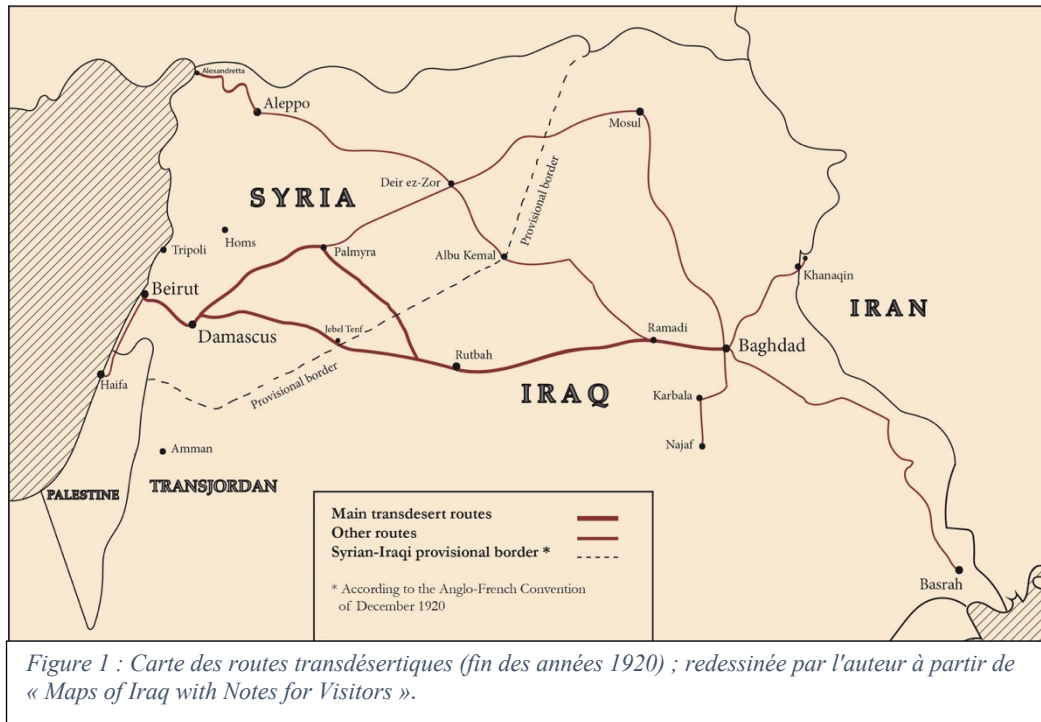 Alexandretta
Aleppo
Mosul
Deir ez-Zor
SYRIA
Provisional border
Homs
Tripoli
Palmyra
Albu Kemal
Khanaqin
Beirut
IRAN
Damascus
Jebel Tenf
Ramadi
Baghdad
Rutbah
Provisional border
Haifa
IRAQ
Karbala
Najaf
Amman
PALESTINE
TRANSJORDAN
Main transdesert routes
Other routes
Syrian-Iraqi provisional border *
* According to the Anglo-French Convention
of December 1920
Basrah
Figure 1 : Carte des routes transdésertiques (fin des années 1920) ; redessinée par l'auteur à partir de
« Maps of Iraq with Notes for Visitors ».